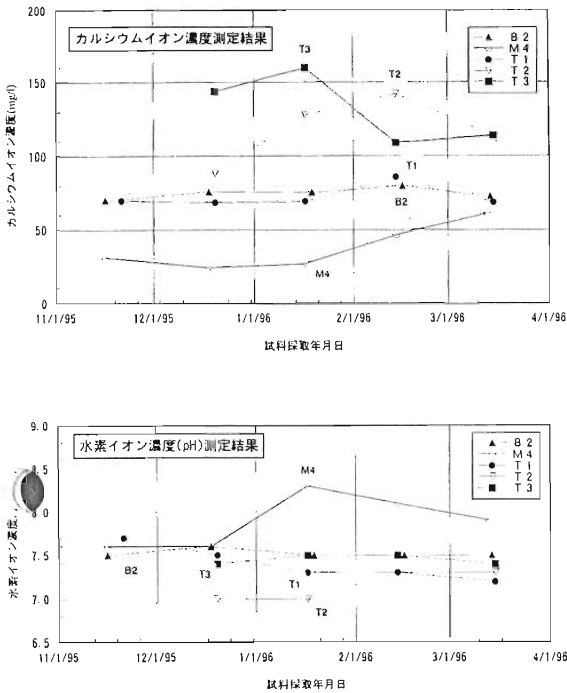 カルシウムイオン濃度測定結果
カルシウムイオン濃度(mg/l)
200
150
100
50
0
11/1/95 12/1/95 1/1/96 2/1/96 3/1/96 4/1/96
試料採取年月日
B 2
M 4
T 1
T 2
T 3
T3
T2
T1
B2
M4
水素イオン濃度(pH)測定結果
水素イオン濃度
9.0
8.5
8.0
7.5
7.0
6.5
11/1/95 12/1/95 1/1/96 2/1/96 3/1/96 4/1/96
試料採取年月日
B 2
M 4
T 1
T 2
T 3
M4
B2
T3
T1
T2